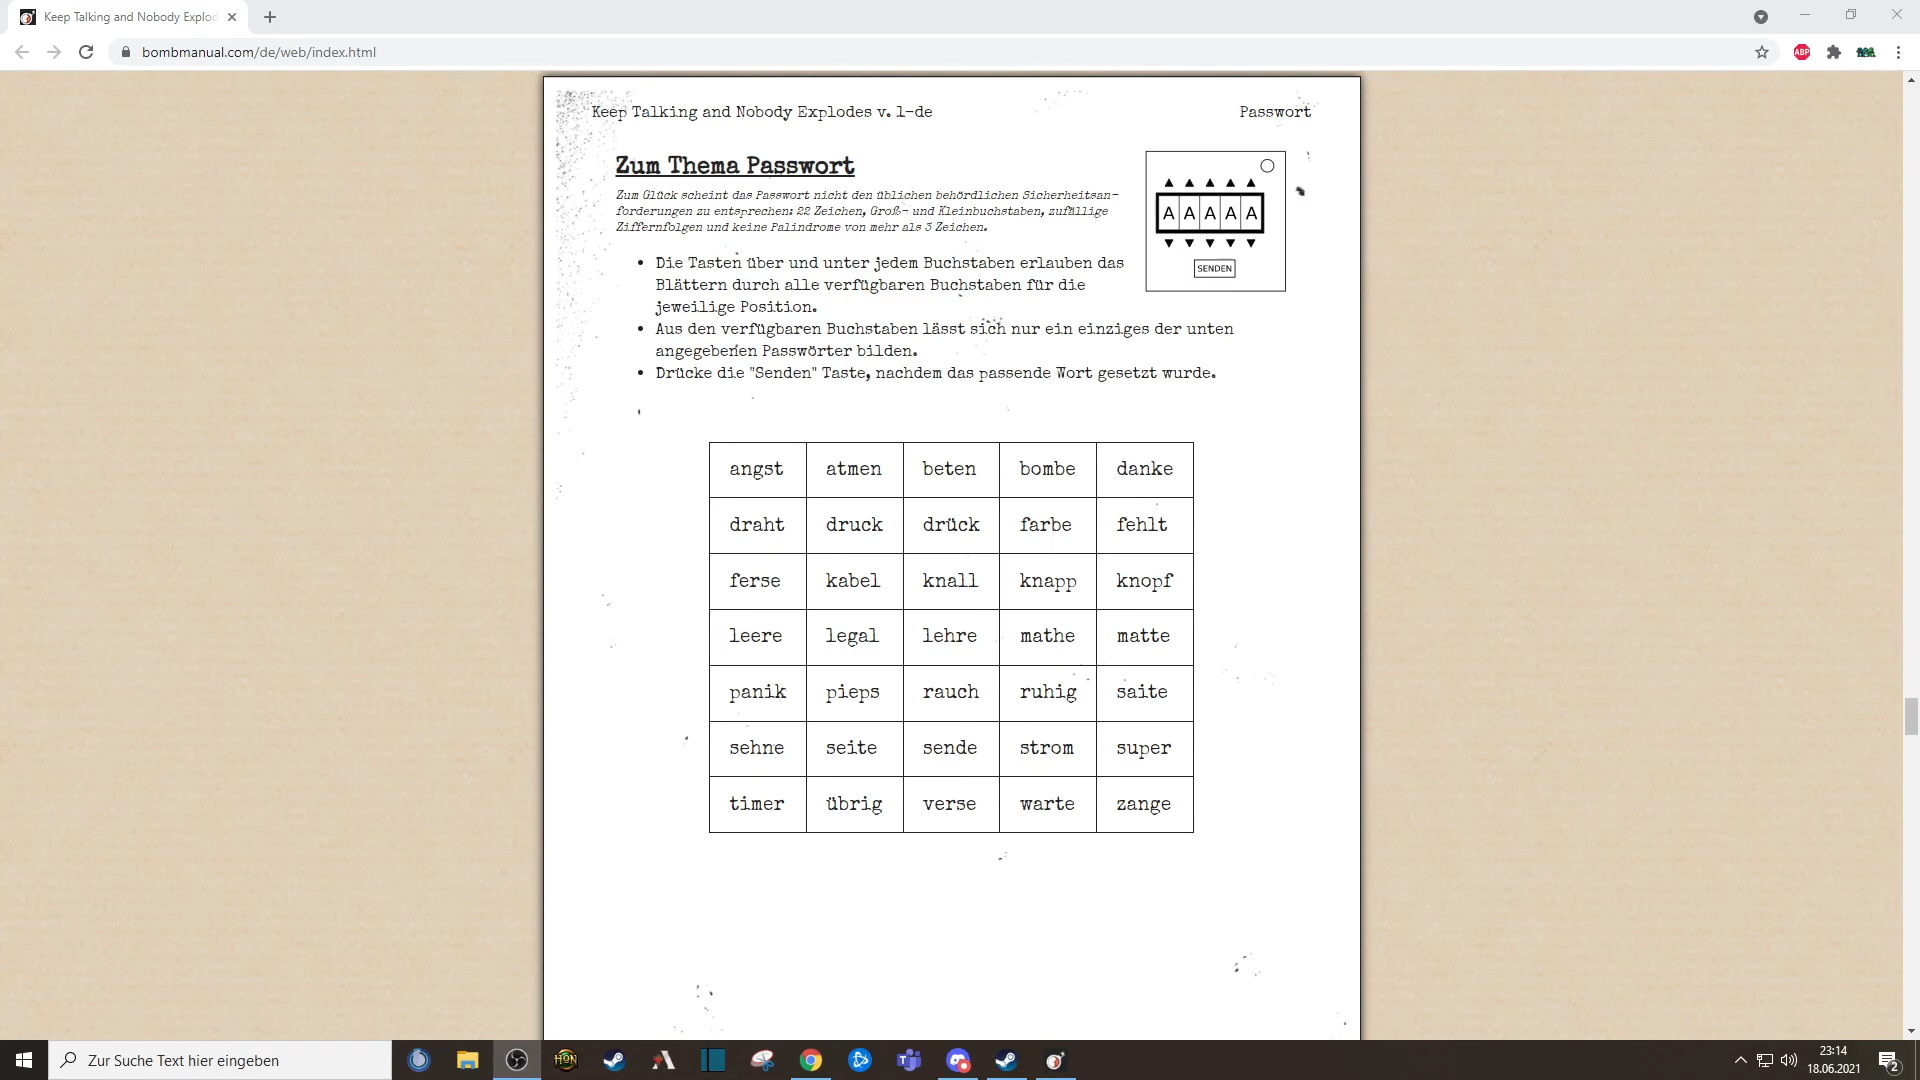 Keep Talking and Nobody Explod
bombmanual.com/de/web/index.html
ABP
Keep Talking and Nobody Explodes v. 1-de
Passwort
Zum Thema Passwort
Zum Glück scheint das Passwort nicht den üblichen behördlichen Sicherheitsan-
forderungen zu entsprechen: 22 Zeichen, Groß- und Kleinbuchstaben, zufällige
Ziffernfolgen und keine Palindrome von mehr als 3 Zeichen.
A A A A A
SENDEN
Die Tasten über und unter jedem Buchstaben erlauben das
Blättern durch alle verfügbaren Buchstaben für die
jeweilige Position.
Aus den verfügbaren Buchstaben lässt sich nur ein einziges der unten
angegebenen Passwörter bilden.
Drücke die "Senden" Taste, nachdem das passende Wort gesetzt wurde.
angst atmen beten bombe danke
draht druck drück farbe fehlt
ferse kabel knall knapp knopf
leere legal lehre mathe matte
panik pieps rauch ruhig saite
sehne seite sende strom super
timer übrig verse warte zange
Zur Suche Text hier eingeben
HON
23:14
18.06.2021
2